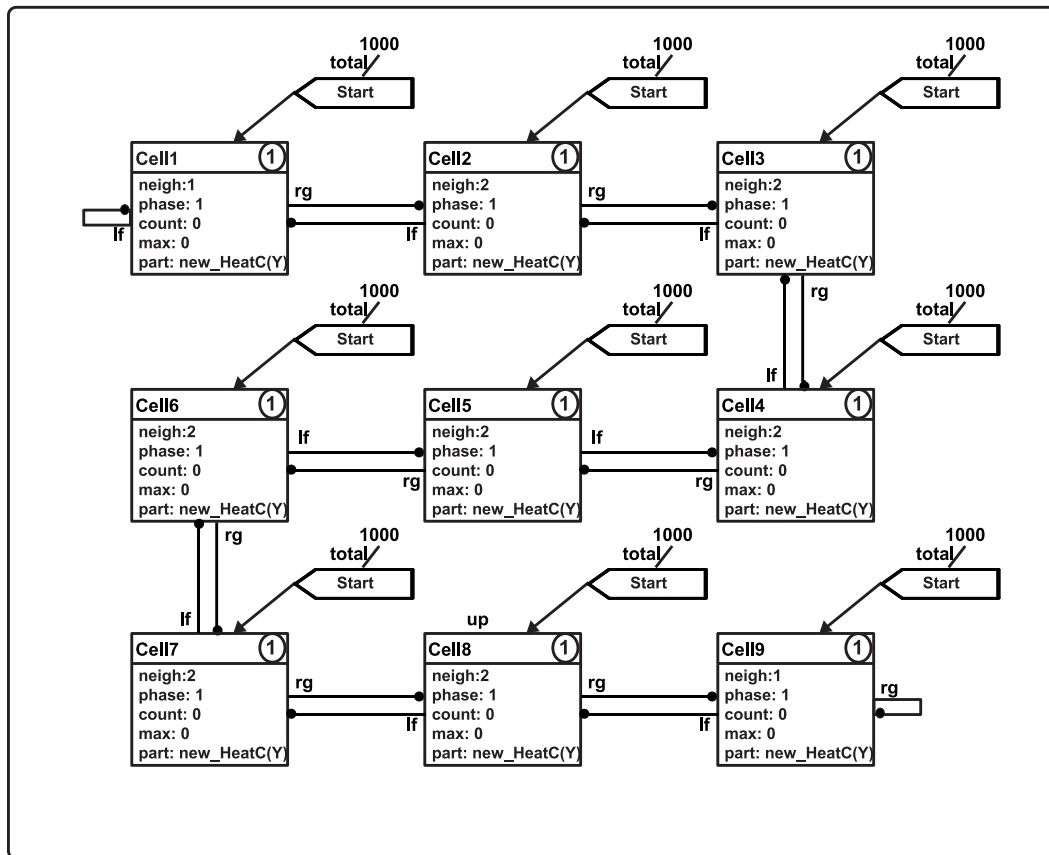 1000 1000 1000
total total total
Start Start Start
Cell1 1 Cell2 1 Cell3 1
neigh:1 rg neigh:2 rg neigh:2
phase: 1 phase: 1 phase: 1
lf count: 0 lf count: 0 lf count: 0
max: 0 max: 0 max: 0
part: new_HeatC(Y) part: new_HeatC(Y) part: new_HeatC(Y)
1000 1000 rg 1000
total total total
Start Start Start
lf
Cell6 1 Cell5 1 Cell4 1
neigh:2 lf neigh:2 lf neigh:2
phase: 1 phase: 1 phase: 1
count: 0 rg count: 0 rg count: 0
max: 0 max: 0 max: 0
part: new_HeatC(Y) part: new_HeatC(Y) part: new_HeatC(Y)
rg 1000 1000 1000
total total total
Start Start Start
lf up
Cell7 1 Cell8 1 Cell9 1
neigh:2 rg neigh:2 rg neigh:1 rg
phase: 1 phase: 1 phase: 1
count: 0 lf count: 0 lf count: 0
max: 0 max: 0 max: 0
part: new_HeatC(Y) part: new_HeatC(Y) part: new_HeatC(Y)